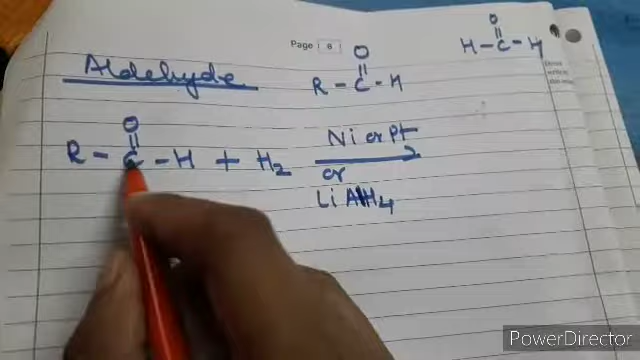 Page 8
Aldehyde
O
||
R – C – H
O
||
H – C – H
O
||
R – C – H + H₂
Ni or Pt
or
LiAlH₄
PowerDirector